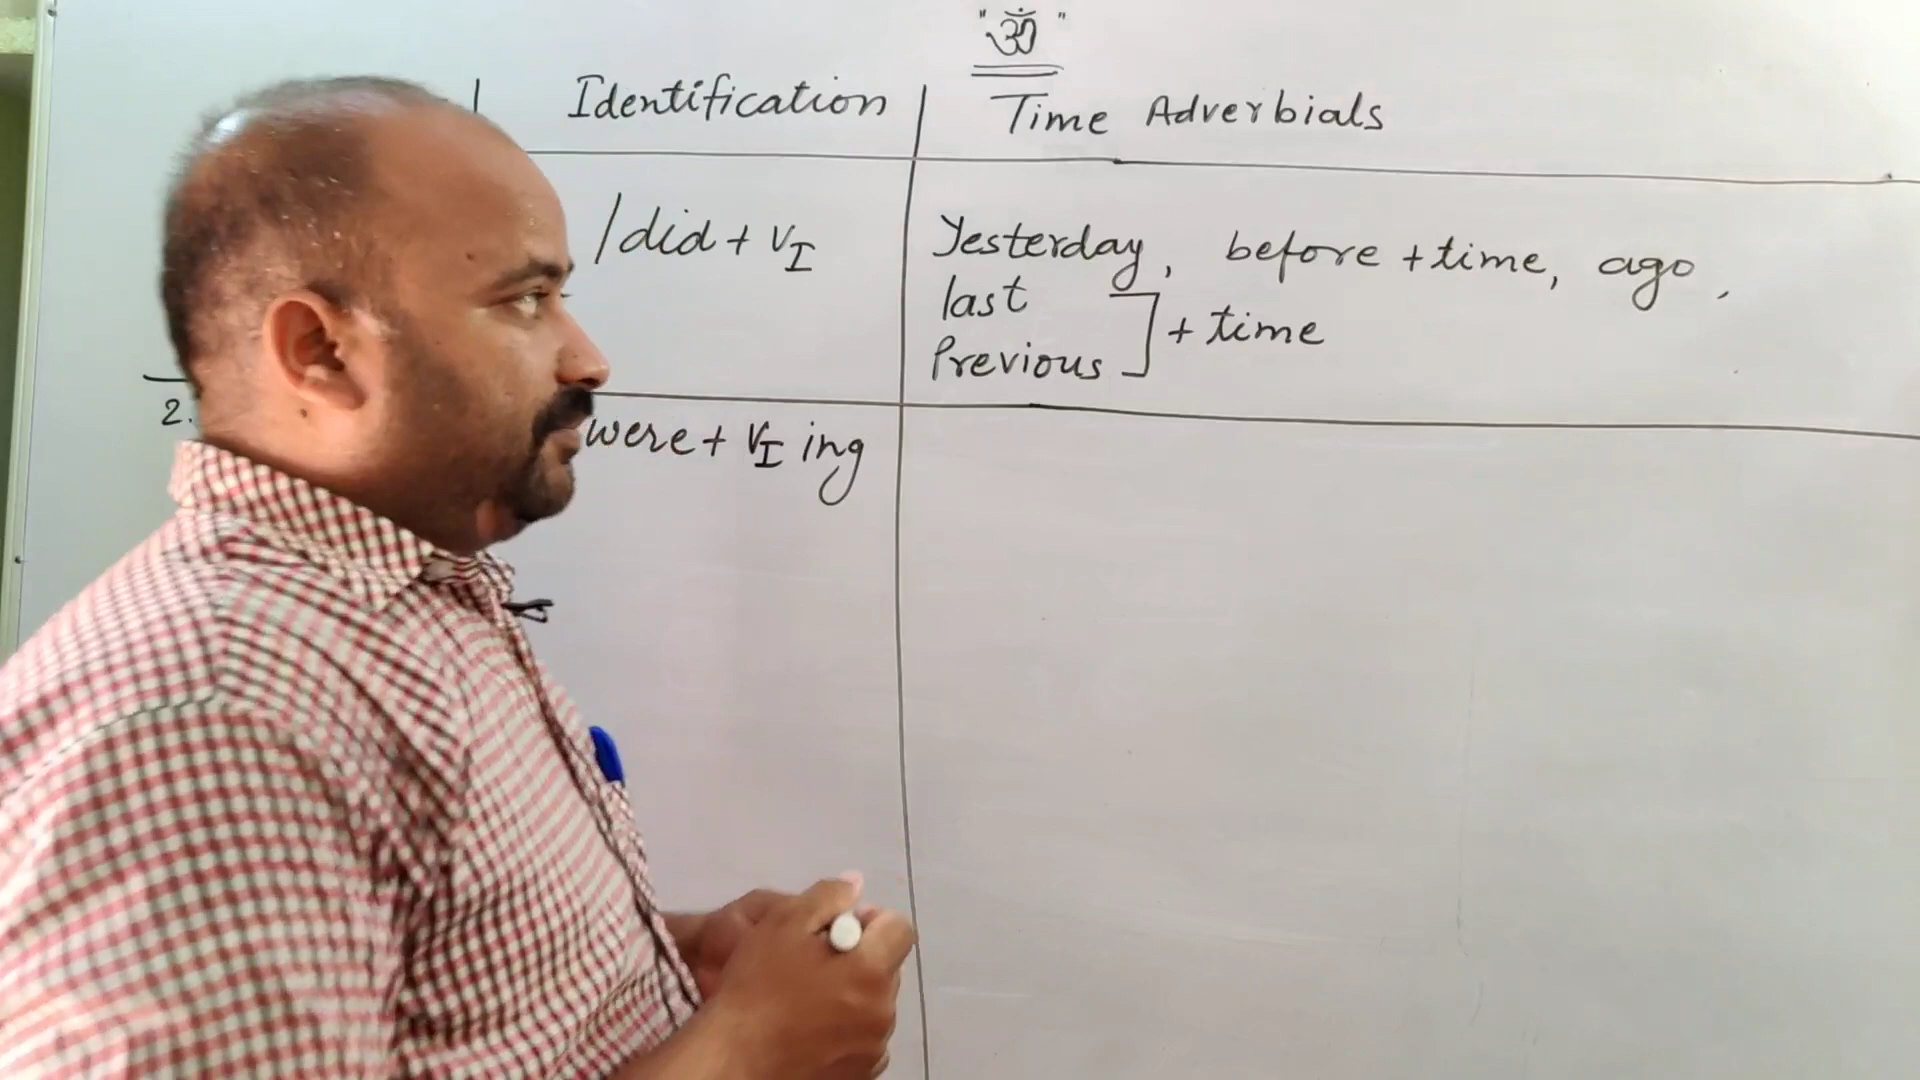 "ॐ"
Identification Time Adverbials
/did + VI Yesterday, before + time, ago,
last
Previous ] + time
2. were + VI ing